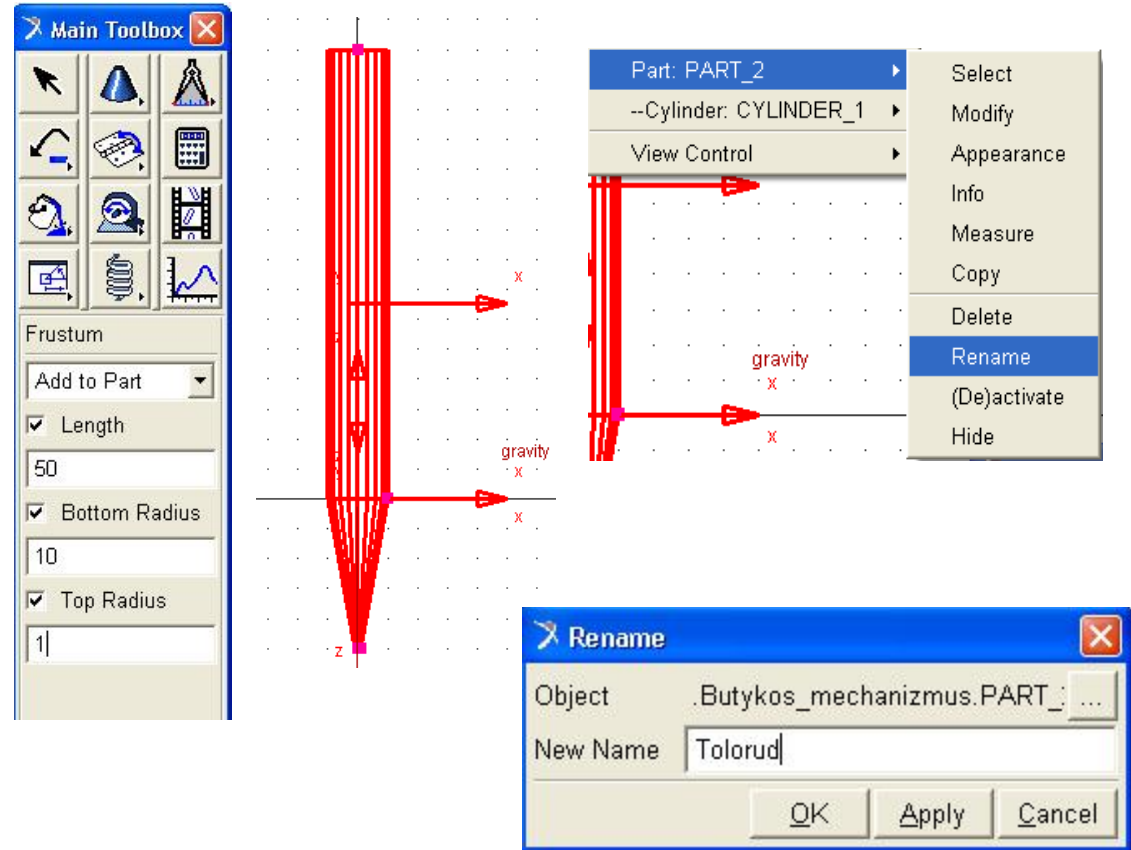 Main Toolbox
Frustum
Add to Part
Length
50
Bottom Radius
10
Top Radius
1
x
gravity
x
x
z
Part: PART_2
--Cylinder: CYLINDER_1
View Control
Select
Modify
Appearance
Info
Measure
Copy
Delete
Rename
(De)activate
Hide
gravity
x
x
Rename
Object .Butykos_mechanizmus.PART_ ...
New Name Tolorud
OK Apply Cancel